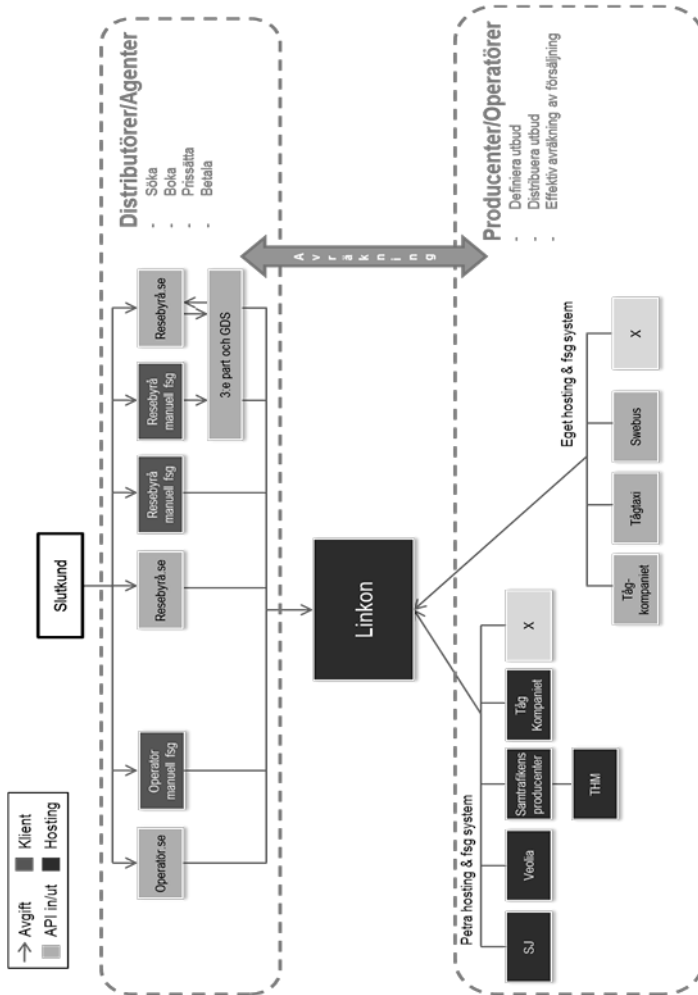 Avgift
Klient
API in/ut
Hosting
Slutkund
Distributörer/Agenter
- Söka
- Boka
- Prissätta
- Betala
Operatör.se
Operatör
manuell fsg
Resebyrå.se
Resebyrå
manuell fsg
Resebyrå
manuell fsg
Resebyrå.se
3:e part och GDS
Linkon
Avräkning
Producenter/Operatörer
- Definiera utbud
- Distribuera utbud
- Effektiv avräkning av försäljning
Petra hosting & fsg system
SJ
Veolia
Samtrafikens
producenter
Tåg
Kompaniet
X
THM
Eget hosting & fsg system
Tåg-
kompaniet
Tågtaxi
Swebus
X